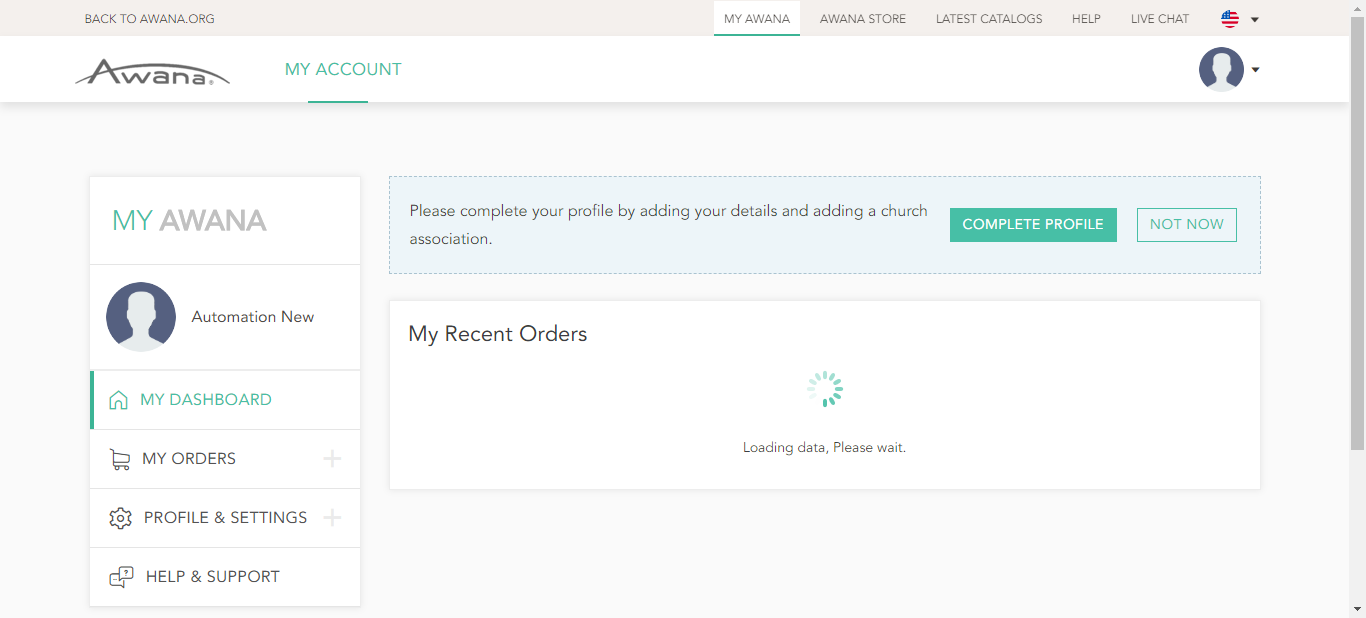 BACK TO AWANA.ORG
MY AWANA
AWANA STORE
LATEST CATALOGS
HELP
LIVE CHAT
Awana®
MY ACCOUNT
MY AWANA
Automation New
MY DASHBOARD
MY ORDERS
PROFILE & SETTINGS
HELP & SUPPORT
Please complete your profile by adding your details and adding a church
association.
COMPLETE PROFILE
NOT NOW
My Recent Orders
Loading data, Please wait.